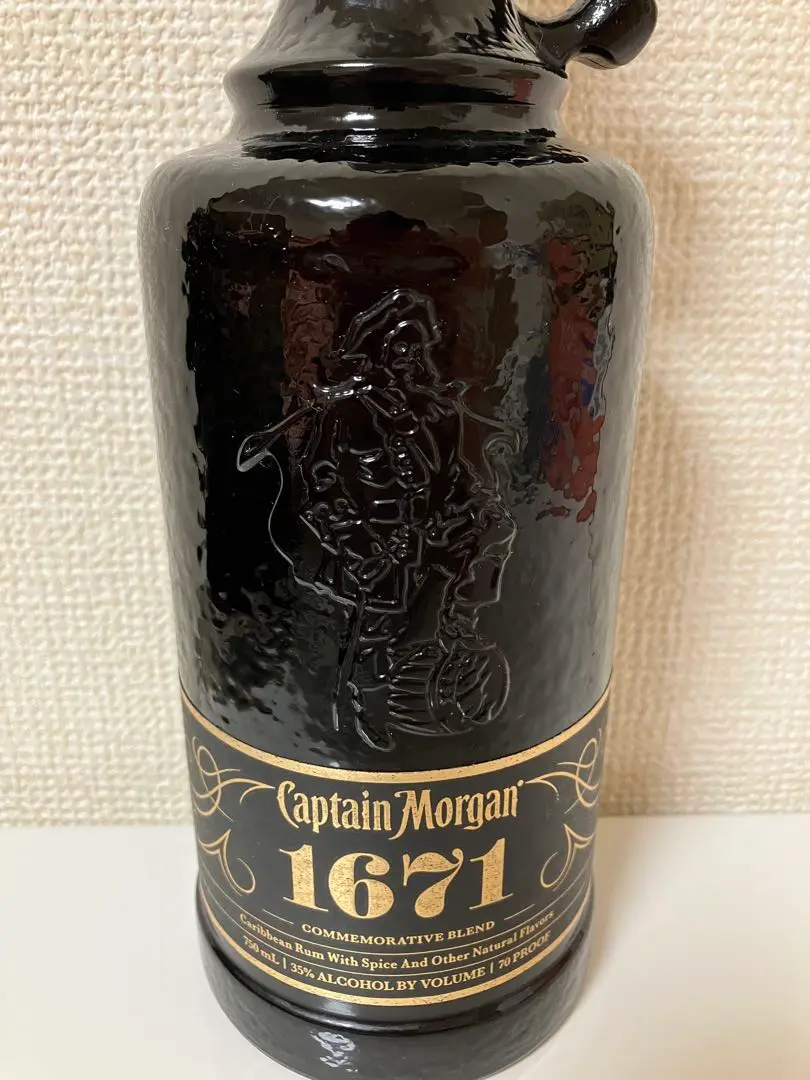 Captain Morgan
1671
COMMEMORATIVE BLEND
Caribbean Rum With Spice And Other Natural Flavors
750 mL | 35% ALCOHOL BY VOLUME | 70 PROOF